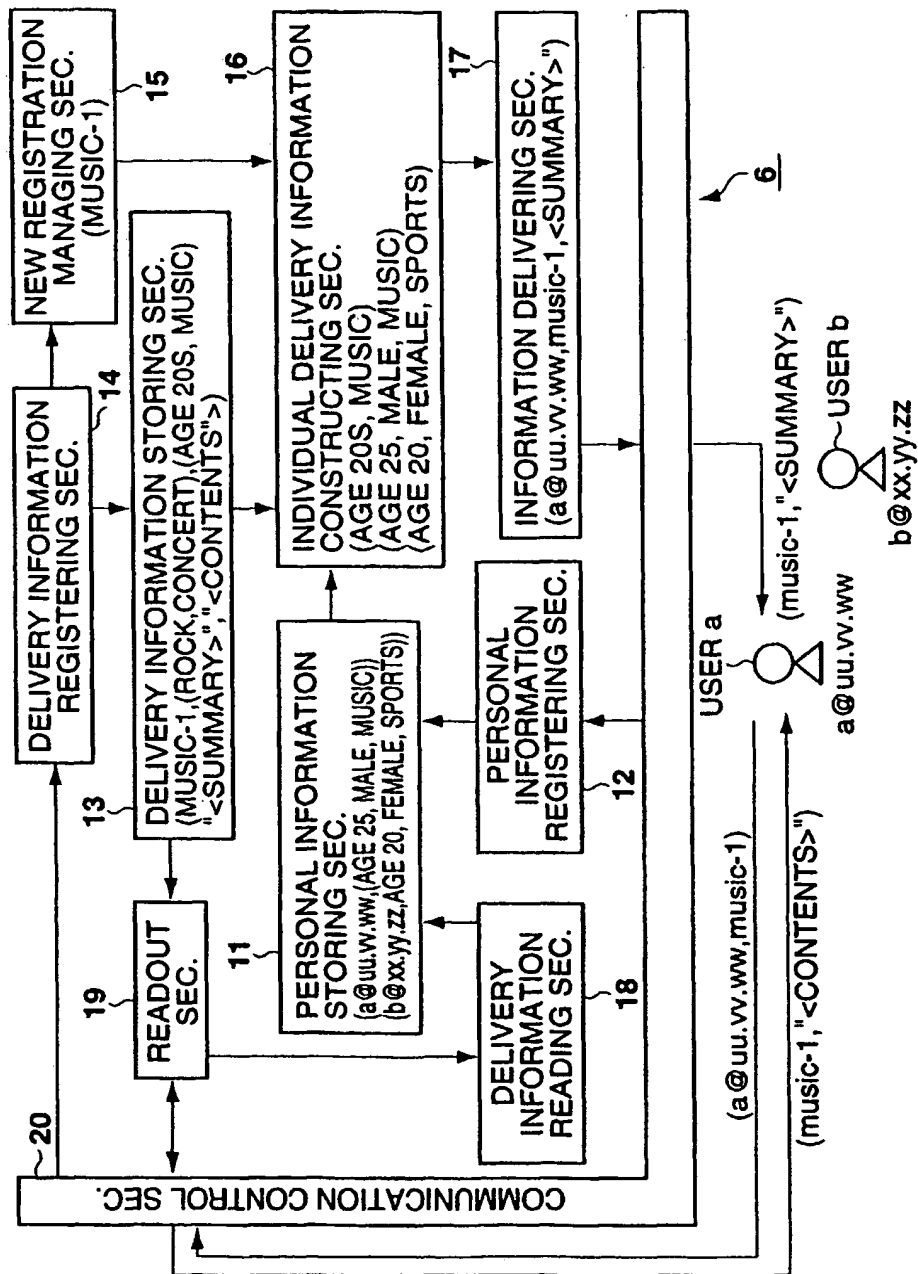 20
COMMUNICATION CONTROL SEC.
DELIVERY INFORMATION
REGISTERING SEC.
14
NEW REGISTRATION
MANAGING SEC.
(MUSIC-1)
15
19
READOUT
SEC.
13
DELIVERY INFORMATION STORING SEC.
(MUSIC-1,(ROCK,CONCERT),(AGE 20S, MUSIC)
"<SUMMARY>","<CONTENTS">)
11
PERSONAL INFORMATION
STORING SEC.
(a@uu.vv.ww,(AGE 25, MALE, MUSIC))
(b@xx.yy.zz,AGE 20, FEMALE, SPORTS))
INDIVIDUAL DELIVERY INFORMATION
CONSTRUCTING SEC.
(AGE 20S, MUSIC)
(AGE 25, MALE, MUSIC)
(AGE 20, FEMALE, SPORTS)
16
DELIVERY
INFORMATION
READING SEC.
18
PERSONAL
INFORMATION
REGISTERING SEC.
12
INFORMATION DELIVERING SEC.
(a@uu.vv.ww,music-1,<SUMMARY>")
17
6
(a@uu.vv.ww,music-1)
(music-1,"<CONTENTS>")
USER a
a@uu.vv.ww
(music-1,"<SUMMARY>")
USER b
b@xx.yy.zz